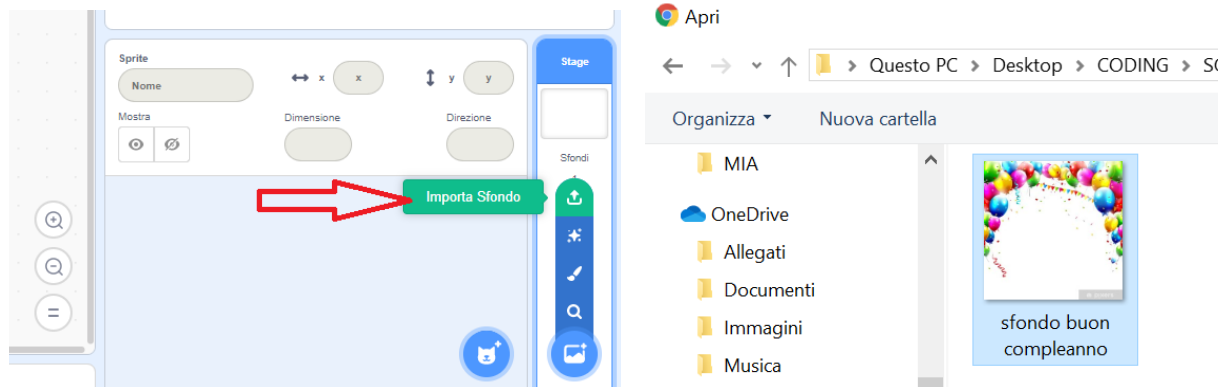 Sprite
Nome
x
x
y
y
Mostra
Dimensione
Direzione
Stage
Sfondi
Importa Sfondo
Apri
Questo PC > Desktop > CODING >
Organizza
Nuova cartella
MIA
OneDrive
Allegati
Documenti
Immagini
Musica
sfondo buon
compleanno